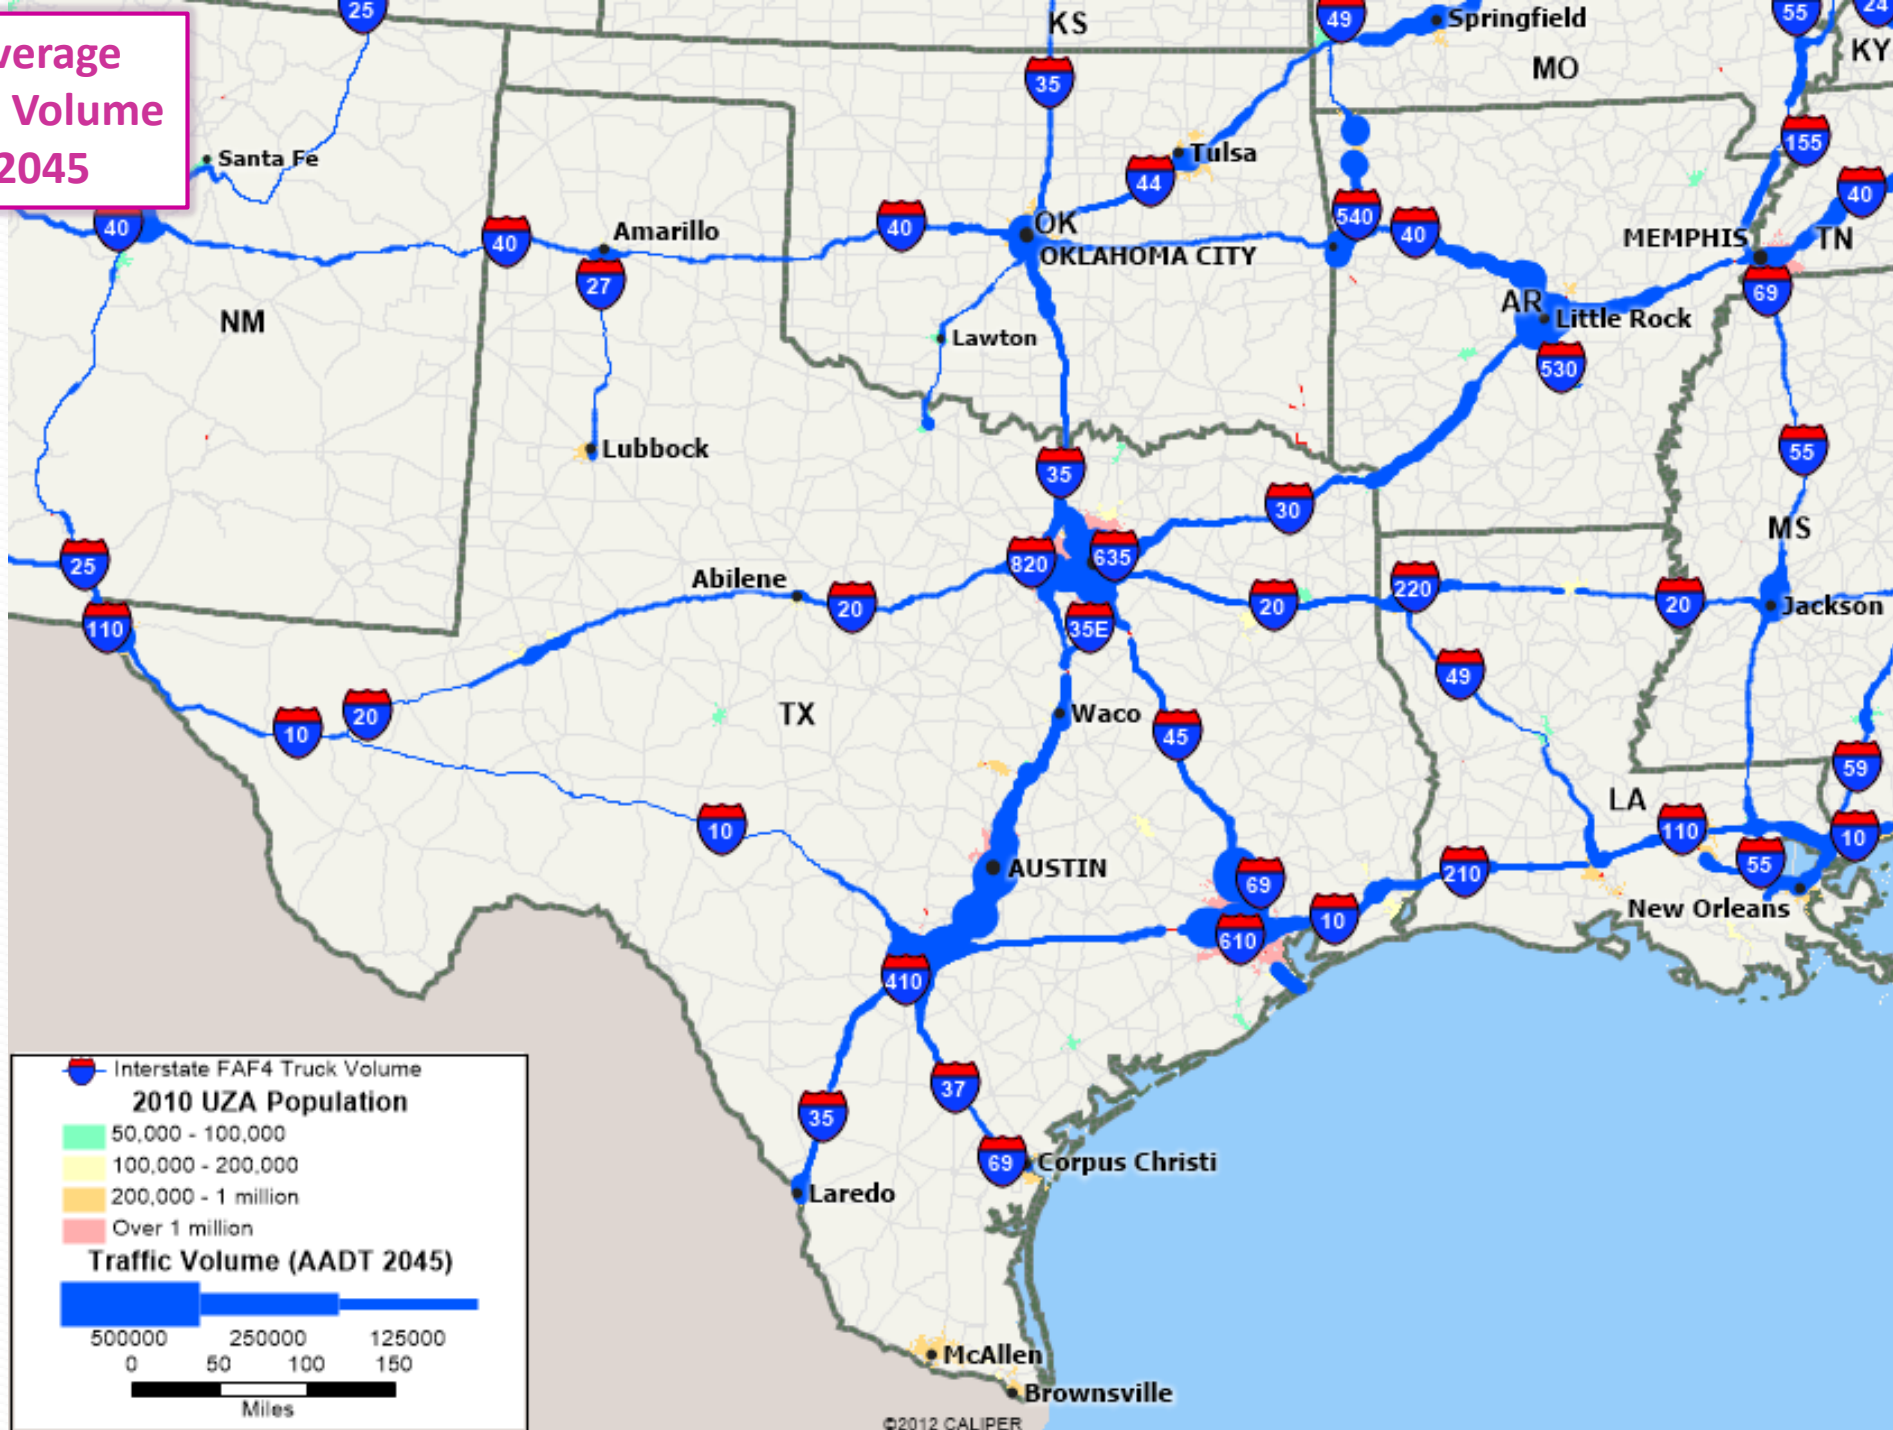 verage
Volume
2045
25
KS
49
Springfield
55
24
KY
MO
35
155
Santa Fe
Tulsa
44
40
40
40
Amarillo
40
OK
OKLAHOMA CITY
540
40
MEMPHIS
TN
27
69
NM
AR
Little Rock
Lawton
530
Lubbock
35
55
30
MS
25
820
635
Abilene
20
20
220
20
Jackson
110
35E
49
20
10
TX
Waco
45
59
LA
10
110
10
55
AUSTIN
69
210
New Orleans
10
610
410
37
35
69
Corpus Christi
Laredo
McAllen
Brownsville
Interstate FAF4 Truck Volume
2010 UZA Population
50,000 - 100,000
100,000 - 200,000
200,000 - 1 million
Over 1 million
Traffic Volume (AADT 2045)
500000 250000 125000
0 50 100 150
Miles
©2012 CALIPER